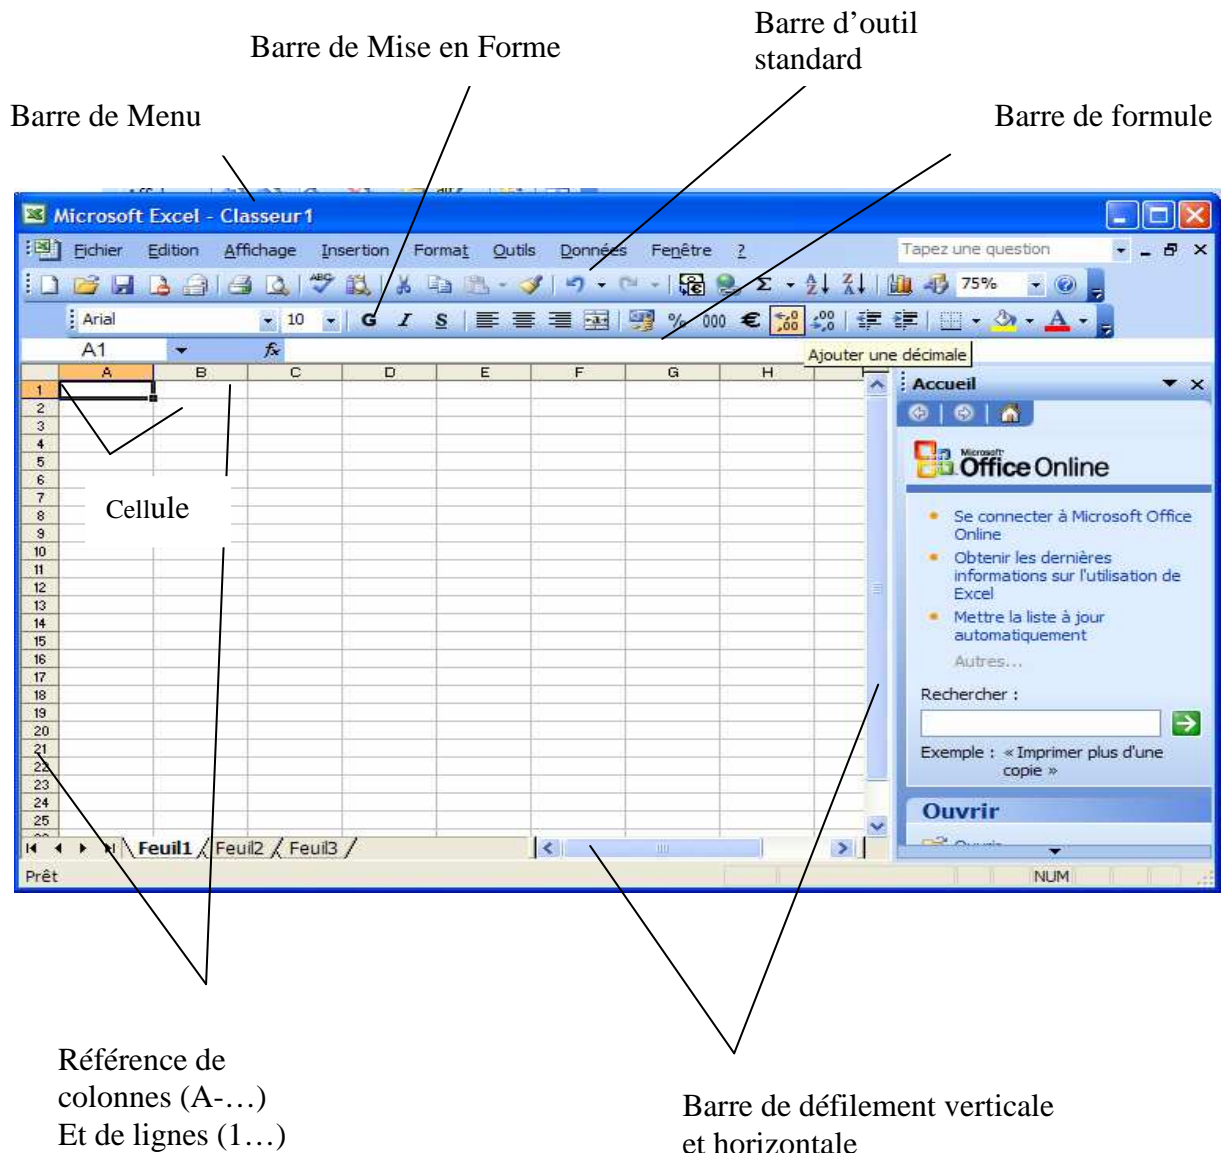 Barre d’outil
standard
Barre de Mise en Forme
Barre de Menu
Barre de formule
Microsoft Excel - Classeur1
Fichier Edition Affichage Insertion Format Outils Données Fenêtre ? Tapez une question
75%
Arial 10 G I S % 000 €
A1 fx
Ajouter une décimale
A B C D E F G H
1
2
3
4
5
6
7
8
9
10
11
12
13
14
15
16
17
18
19
20
21
22
23
24
25
Cellule
Accueil
Microsoft
Office Online
Se connecter à Microsoft Office
Online
Obtenir les dernières
informations sur l'utilisation de
Excel
Mettre la liste à jour
automatiquement
Autres...
Rechercher :
Exemple : « Imprimer plus d'une
copie »
Ouvrir
Feuil1 Feuil2 Feuil3
Prêt NUM
Référence de
colonnes (A-…)
Et de lignes (1…)
Barre de défilement verticale
et horizontale